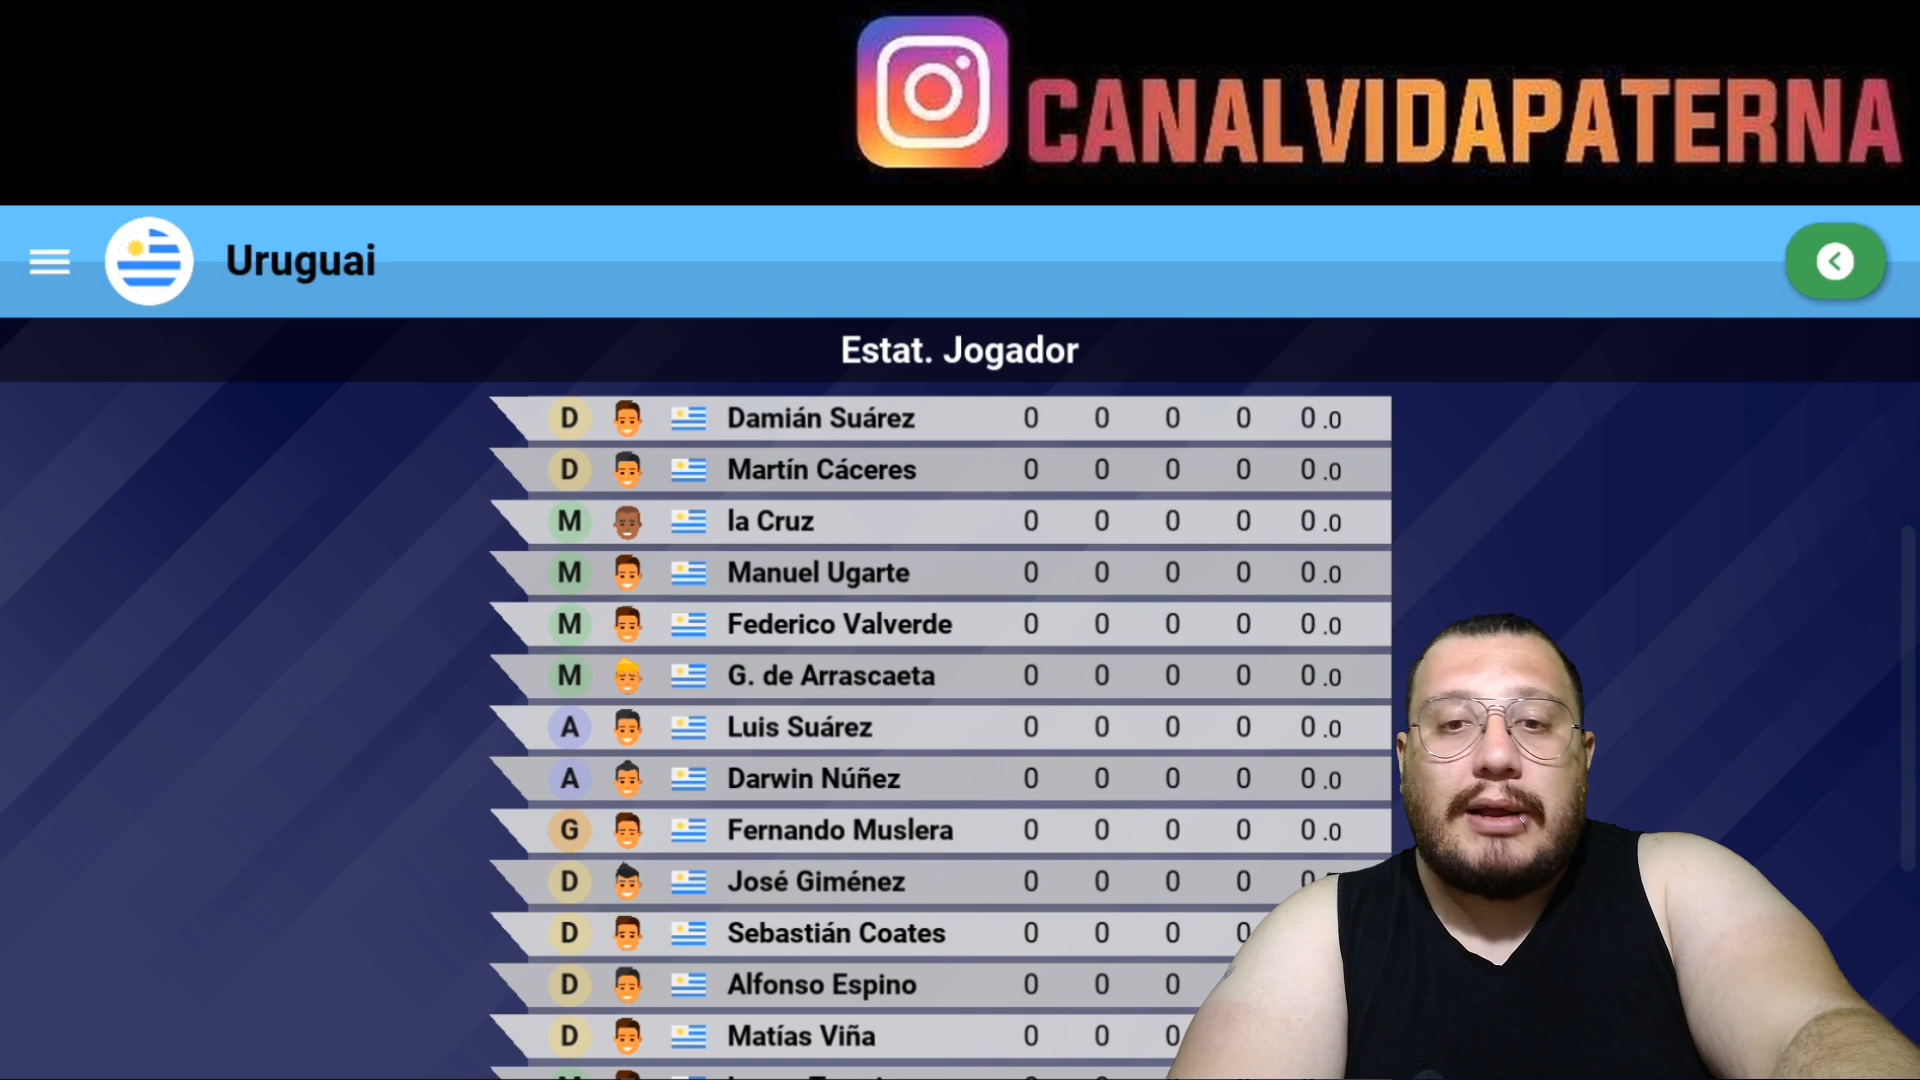 CANALVIDAPATERNA
Uruguai
Estat. Jogador
D Damián Suárez 0 0 0 0 0.0
D Martín Cáceres 0 0 0 0 0.0
M la Cruz 0 0 0 0 0.0
M Manuel Ugarte 0 0 0 0 0.0
M Federico Valverde 0 0 0 0 0.0
M G. de Arrascaeta 0 0 0 0 0.0
A Luis Suárez 0 0 0 0 0.0
A Darwin Núñez 0 0 0 0 0.0
G Fernando Muslera 0 0 0 0 0.0
D José Giménez 0 0 0 0
D Sebastián Coates 0 0 0 0
D Alfonso Espino 0 0 0
D Matías Viña 0 0 0